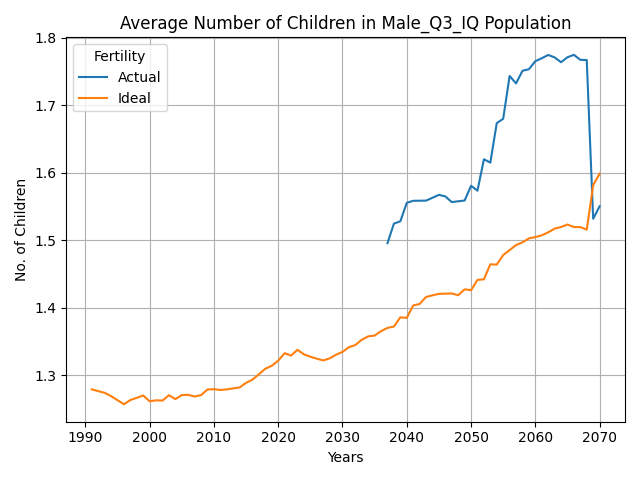 Average Number of Children in Male_Q3_IQ Population
Fertility
Actual
Ideal
No. of Children
1.8
1.7
1.6
1.5
1.4
1.3
1990 2000 2010 2020 2030 2040 2050 2060 2070
Years